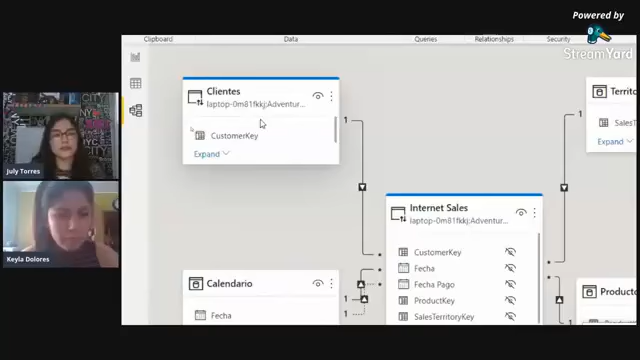 Powered by
StreamYard
Clipboard
Data
Queries
Relationships
Security
Clientes
laptop-0m81fkkj;Adventur...
CustomerKey
Expand
1
1
Territo
SalesT
Expand
July Torres
Keyla Dolores
Internet Sales
laptop-0m81fkkj;Adventur...
CustomerKey
Fecha
Fecha Pago
ProductKey
SalesTerritoryKey
Calendario
Fecha
1
1
1
Producto